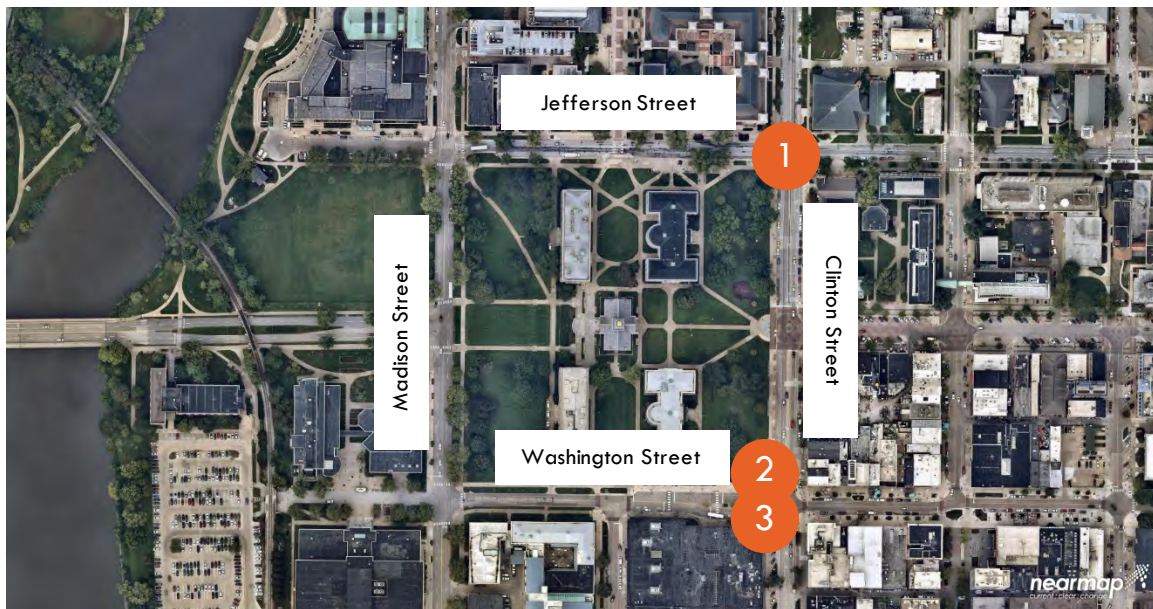 Jefferson Street
1
Madison Street
Clinton Street
Washington Street
2
3
nearmap
current. clear. change.